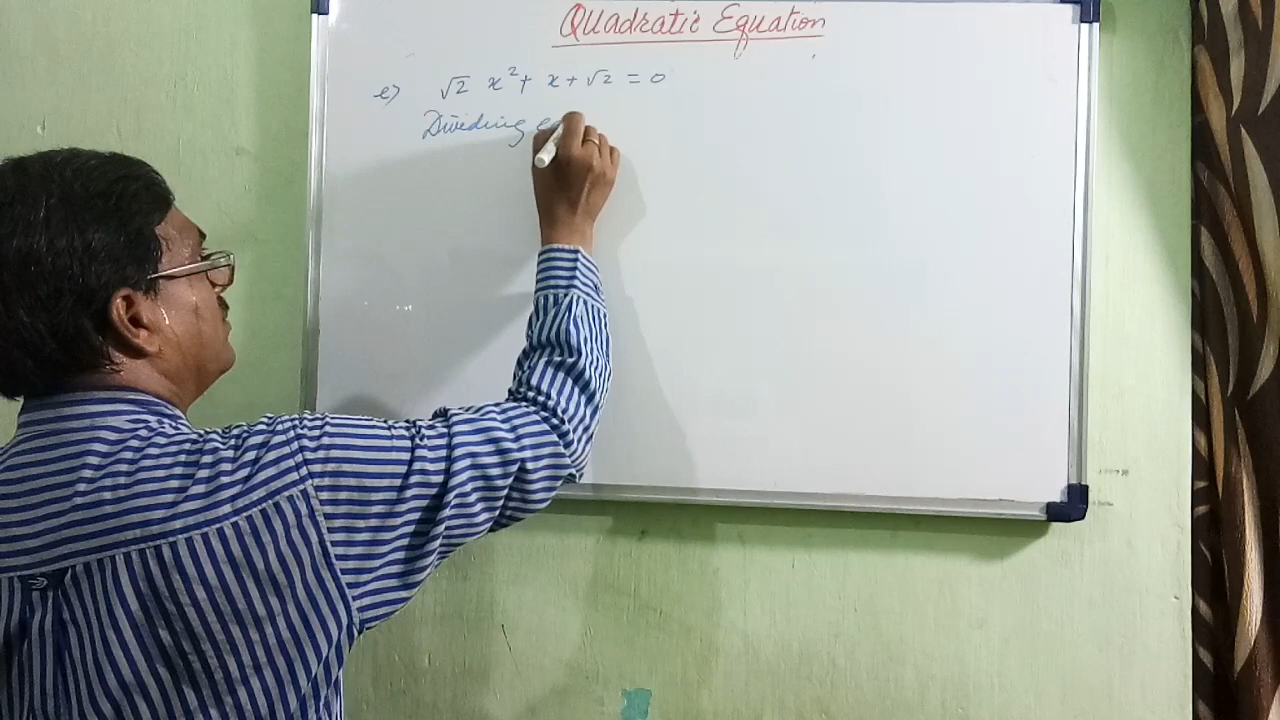 Quadratic Equation
e) √2 x² + x + √2 = 0
Dividing